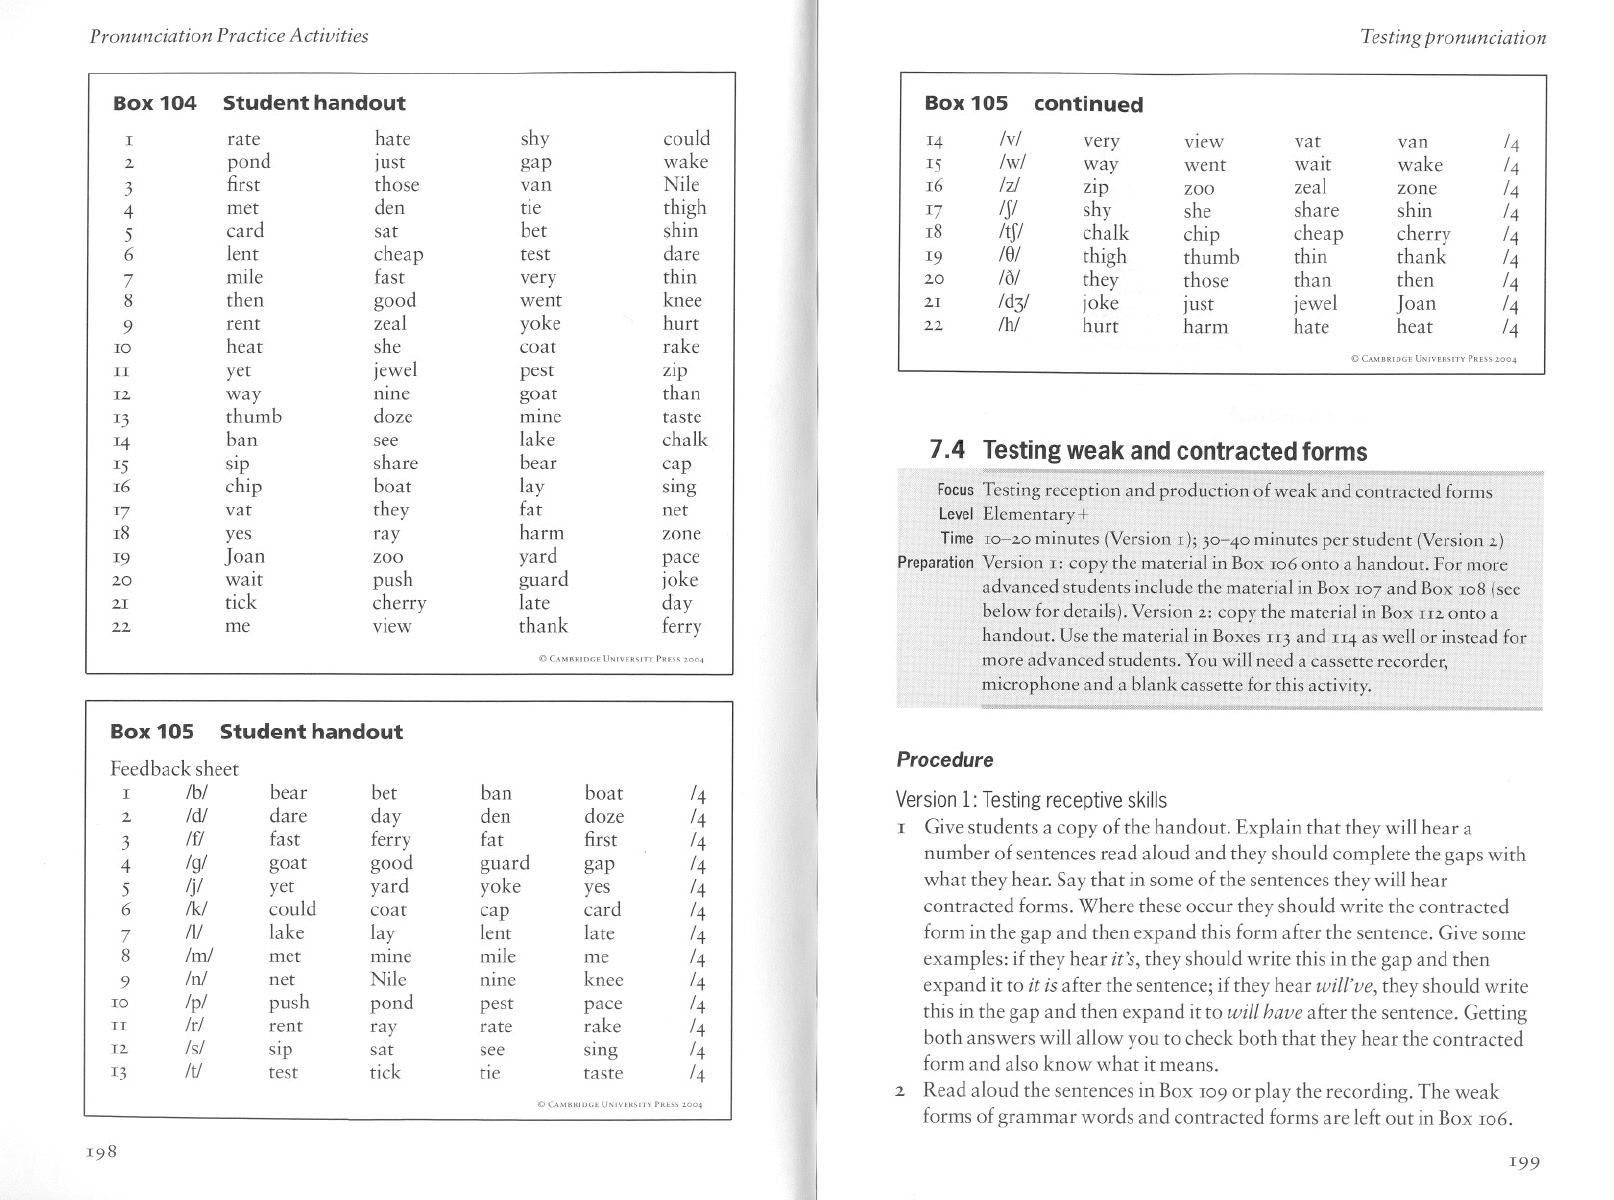 Pronunciation Practice Activities
Box 104 Student handout
1 rate hate shy could
2 pond just gap wake
3 first those van Nile
4 met den tie thigh
5 card sat bet shin
6 lent cheap test dare
7 mile fast very thin
8 then good went knee
9 rent zeal yoke hurt
10 heat she coat rake
11 yet jewel pest zip
12 way nine goat than
13 thumb doze mine taste
14 ban see lake chalk
15 sip share bear cap
16 chip boat lay sing
17 vat they fat net
18 yes ray harm zone
19 Joan zoo yard pace
20 wait push guard joke
21 tick cherry late day
22 me view thank ferry
© CAMBRIDGE UNIVERSITY PRESS 2004
Box 105 Student handout
Feedback sheet
1 /b/ bear bet ban boat /4
2 /d/ dare day den doze /4
3 /f/ fast ferry fat first /4
4 /g/ goat good guard gap /4
5 /j/ yet yard yoke yes /4
6 /k/ could coat cap card /4
7 /l/ lake lay lent late /4
8 /m/ met mine mile me /4
9 /n/ net Nile nine knee /4
10 /p/ push pond pest pace /4
11 /r/ rent ray rate rake /4
12 /s/ sip sat see sing /4
13 /t/ test tick tie taste /4
© CAMBRIDGE UNIVERSITY PRESS 2004
198
Testing pronunciation
Box 105 continued
14 /v/ very view vat van /4
15 /w/ way went wait wake /4
16 /z/ zip zoo zeal zone /4
17 /ʃ/ shy she share shin /4
18 /tʃ/ chalk chip cheap cherry /4
19 /θ/ thigh thumb thin thank /4
20 /ð/ they those than then /4
21 /dʒ/ joke just jewel Joan /4
22 /h/ hurt harm hate heat /4
© CAMBRIDGE UNIVERSITY PRESS 2004
7.4 Testing weak and contracted forms
Focus Testing reception and production of weak and contracted forms
Level Elementary+
Time 10–20 minutes (Version 1); 30–40 minutes per student (Version 2)
Preparation Version 1: copy the material in Box 106 onto a handout. For more
advanced students include the material in Box 107 and Box 108 (see
below for details). Version 2: copy the material in Box 112 onto a
handout. Use the material in Boxes 113 and 114 as well or instead for
more advanced students. You will need a cassette recorder,
microphone and a blank cassette for this activity.
Procedure
Version 1: Testing receptive skills
1 Give students a copy of the handout. Explain that they will hear a
number of sentences read aloud and they should complete the gaps with
what they hear. Say that in some of the sentences they will hear
contracted forms. Where these occur they should write the contracted
form in the gap and then expand this form after the sentence. Give some
examples: if they hear it's, they should write this in the gap and then
expand it to it is after the sentence; if they hear will've, they should write
this in the gap and then expand it to will have after the sentence. Getting
both answers will allow you to check both that they hear the contracted
form and also know what it means.
2 Read aloud the sentences in Box 109 or play the recording. The weak
forms of grammar words and contracted forms are left out in Box 106.
199